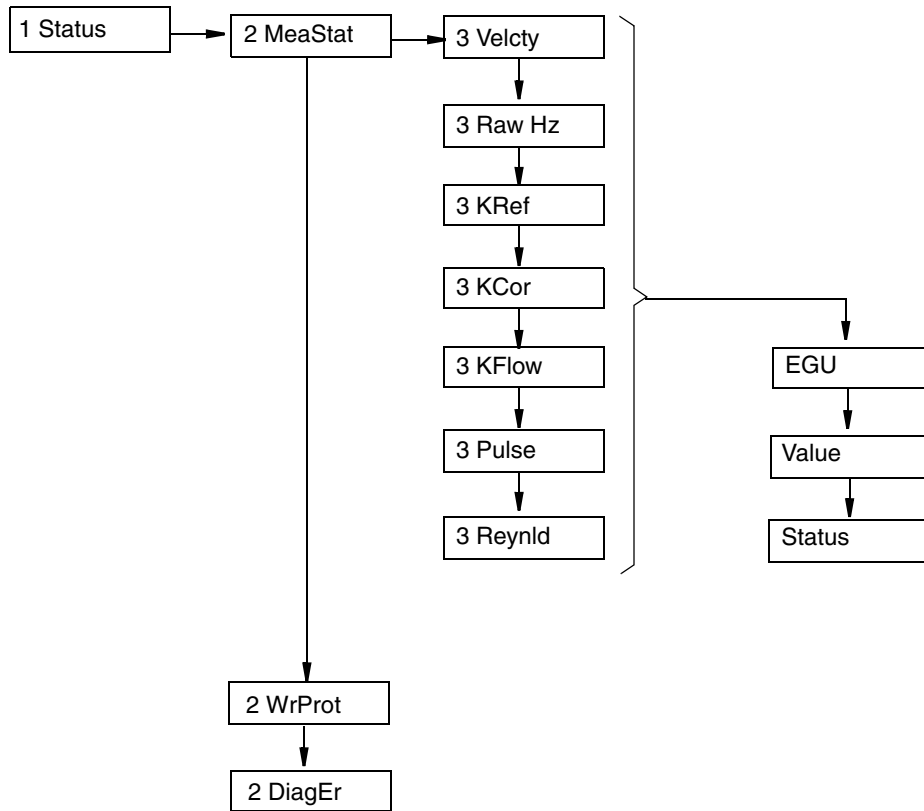 1 Status
2 MeaStat
3 Velcty
3 Raw Hz
3 KRef
3 KCor
3 KFlow
3 Pulse
3 Reynld
EGU
Value
Status
2 WrProt
2 DiagEr